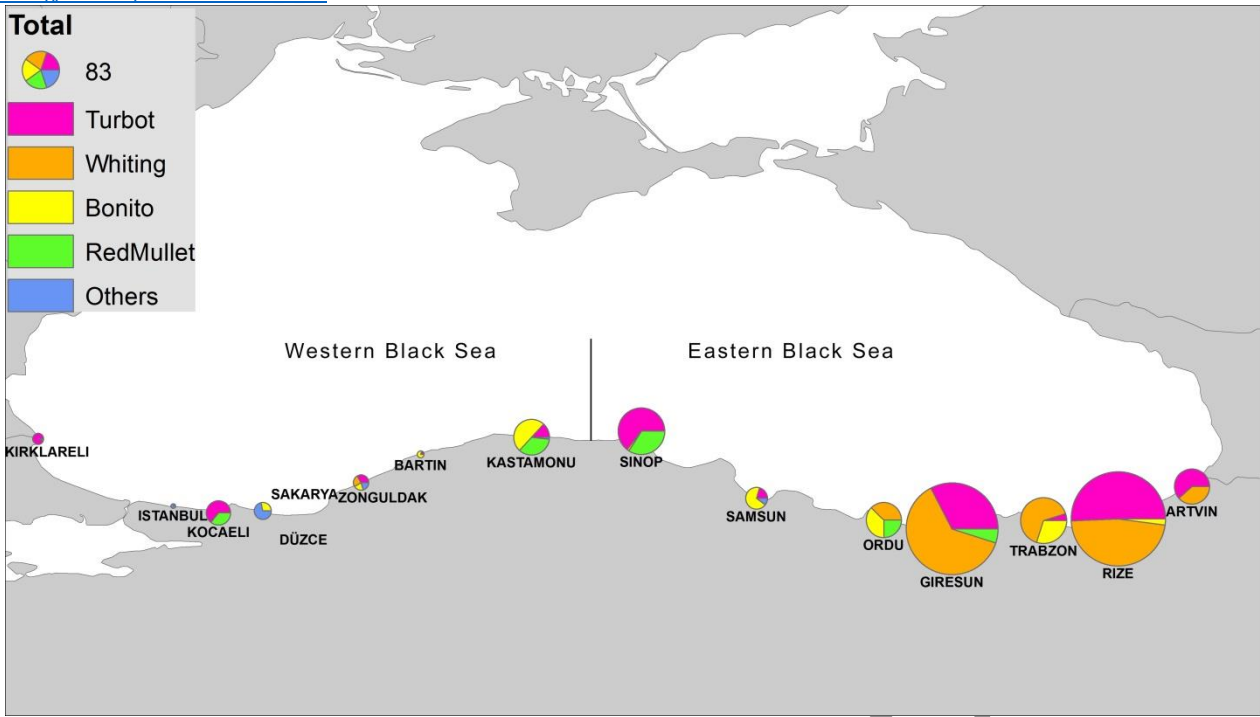 Total
83
Turbot
Whiting
Bonito
RedMullet
Others
Western Black Sea
Eastern Black Sea
KIRKLARELI
ISTANBUL
KOCAELI
SAKARYA
DÜZCE
ZONGULDAK
BARTIN
KASTAMONU
SINOP
SAMSUN
ORDU
GIRESUN
TRABZON
RIZE
ARTVIN